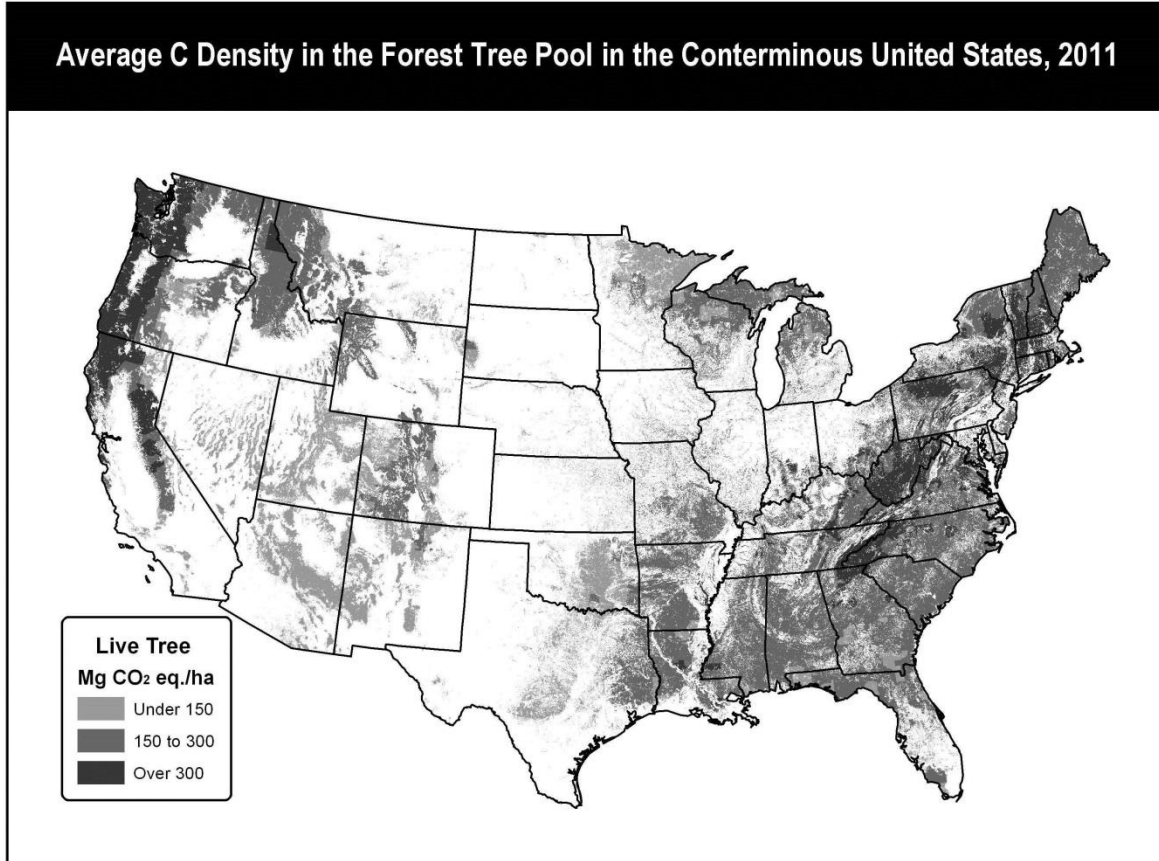 Average C Density in the Forest Tree Pool in the Conterminous United States, 2011
Live Tree
Mg CO₂ eq./ha
Under 150
150 to 300
Over 300